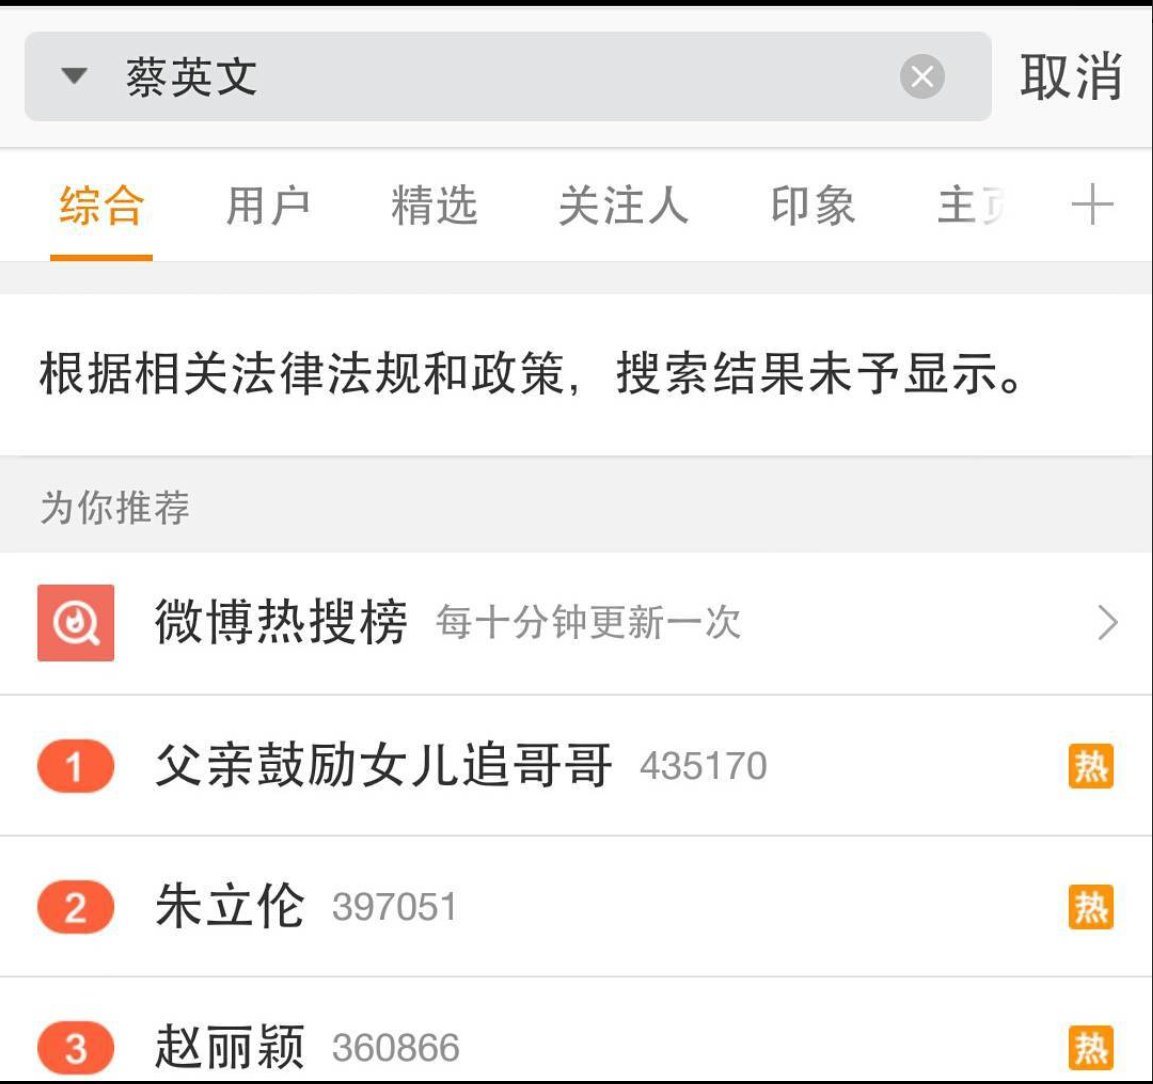 蔡英文 取消
综合 用户 精选 关注人 印象 主
根据相关法律法规和政策，搜索结果未予显示。
为你推荐
微博热搜榜 每十分钟更新一次
1 父亲鼓励女儿追哥哥 435170 热
2 朱立伦 397051 热
3 赵丽颖 360866 热